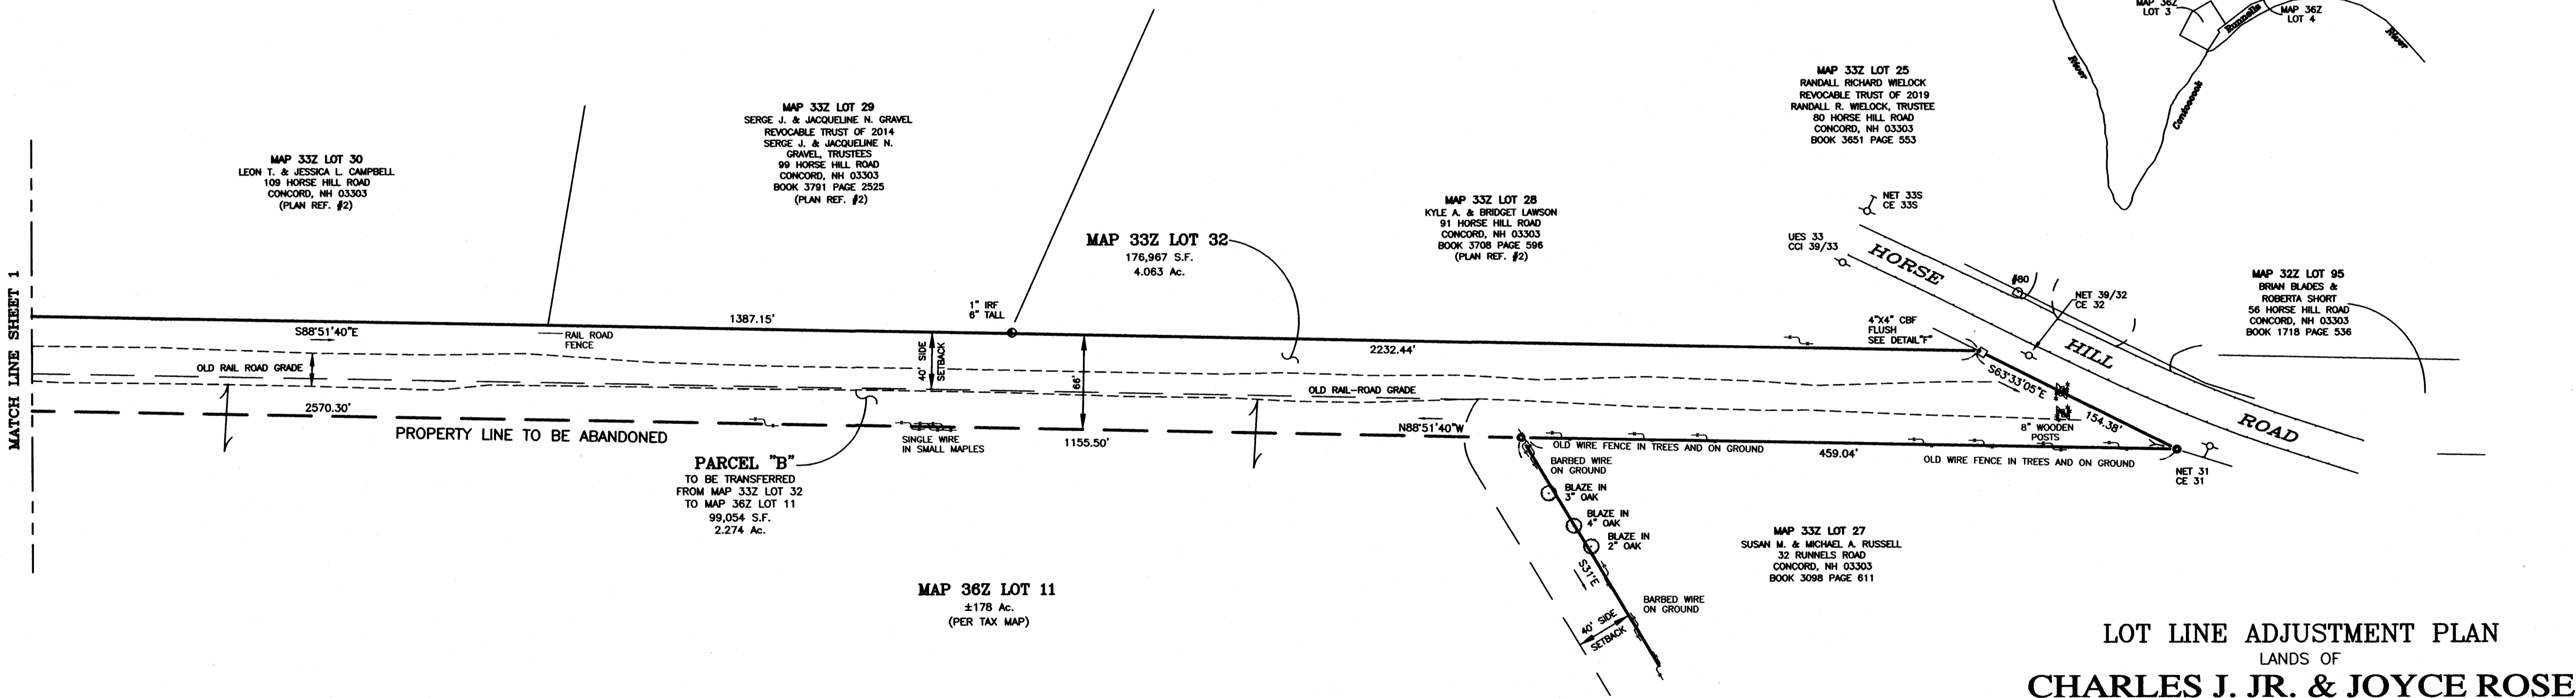 MAP 36Z
LOT 3
Runnells
MAP 36Z
LOT 4
River
River
Contoocook
MAP 33Z LOT 25
RANDALL RICHARD WIELOCK
REVOCABLE TRUST OF 2019
RANDALL R. WIELOCK, TRUSTEE
80 HORSE HILL ROAD
CONCORD, NH 03303
BOOK 3651 PAGE 553
MAP 33Z LOT 29
SERGE J. & JACQUELINE N. GRAVEL
REVOCABLE TRUST OF 2014
SERGE J. & JACQUELINE N.
GRAVEL, TRUSTEES
99 HORSE HILL ROAD
CONCORD, NH 03303
BOOK 3791 PAGE 2525
(PLAN REF. #2)
MAP 33Z LOT 30
LEON T. & JESSICA L. CAMPBELL
109 HORSE HILL ROAD
CONCORD, NH 03303
(PLAN REF. #2)
MAP 33Z LOT 28
KYLE A. & BRIDGET LAWSON
91 HORSE HILL ROAD
CONCORD, NH 03303
BOOK 3708 PAGE 596
(PLAN REF. #2)
MAP 33Z LOT 32
176,967 S.F.
4.063 Ac.
NET 33S
CE 33S
UES 33
CCI 39/33
HORSE
HILL
ROAD
#80
NET 39/32
CE 32
MAP 32Z LOT 95
BRIAN BLADES &
ROBERTA SHORT
56 HORSE HILL ROAD
CONCORD, NH 03303
BOOK 1718 PAGE 536
MATCH LINE SHEET 1
S88°51'40"E
RAIL ROAD
FENCE
1387.15'
1" IRF
6" TALL
40' SIDE
SETBACK
66'
2232.44'
4"X4" CBF
FLUSH
SEE DETAIL"F"
OLD RAIL ROAD GRADE
OLD RAIL-ROAD GRADE
S63°33'05"E
154.38'
8" WOODEN
POSTS
2570.30'
PROPERTY LINE TO BE ABANDONED
SINGLE WIRE
IN SMALL MAPLES
1155.50'
N88°51'40"W
OLD WIRE FENCE IN TREES AND ON GROUND
459.04'
OLD WIRE FENCE IN TREES AND ON GROUND
NET 31
CE 31
PARCEL "B"
TO BE TRANSFERRED
FROM MAP 33Z LOT 32
TO MAP 36Z LOT 11
99,054 S.F.
2.274 Ac.
BARBED WIRE
ON GROUND
BLAZE IN
3" OAK
BLAZE IN
4" OAK
BLAZE IN
2" OAK
S31°E
BARBED WIRE
ON GROUND
40' SIDE
SETBACK
MAP 33Z LOT 27
SUSAN M. & MICHAEL A. RUSSELL
32 RUNNELS ROAD
CONCORD, NH 03303
BOOK 3098 PAGE 611
MAP 36Z LOT 11
±178 Ac.
(PER TAX MAP)
LOT LINE ADJUSTMENT PLAN
LANDS OF
CHARLES J. JR. & JOYCE ROSE